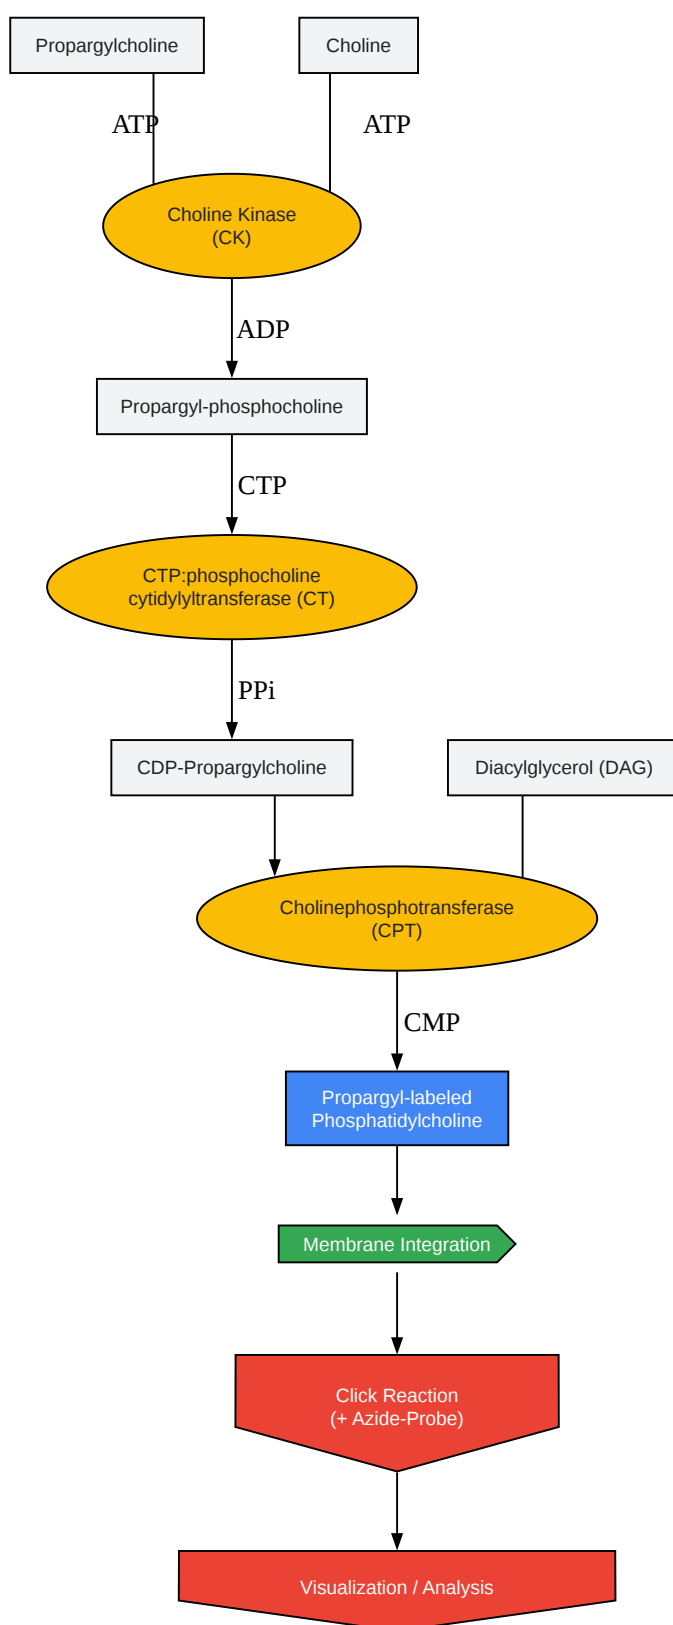 Propargylcholine
Choline
ATP
ATP
Choline Kinase
(CK)
ADP
Propargyl-phosphocholine
CTP
CTP:phosphocholine
cytidylyltransferase (CT)
PPi
CDP-Propargylcholine
Diacylglycerol (DAG)
Cholinephosphotransferase
(CPT)
CMP
Propargyl-labeled
Phosphatidylcholine
Membrane Integration
Click Reaction
(+ Azide-Probe)
Visualization / Analysis